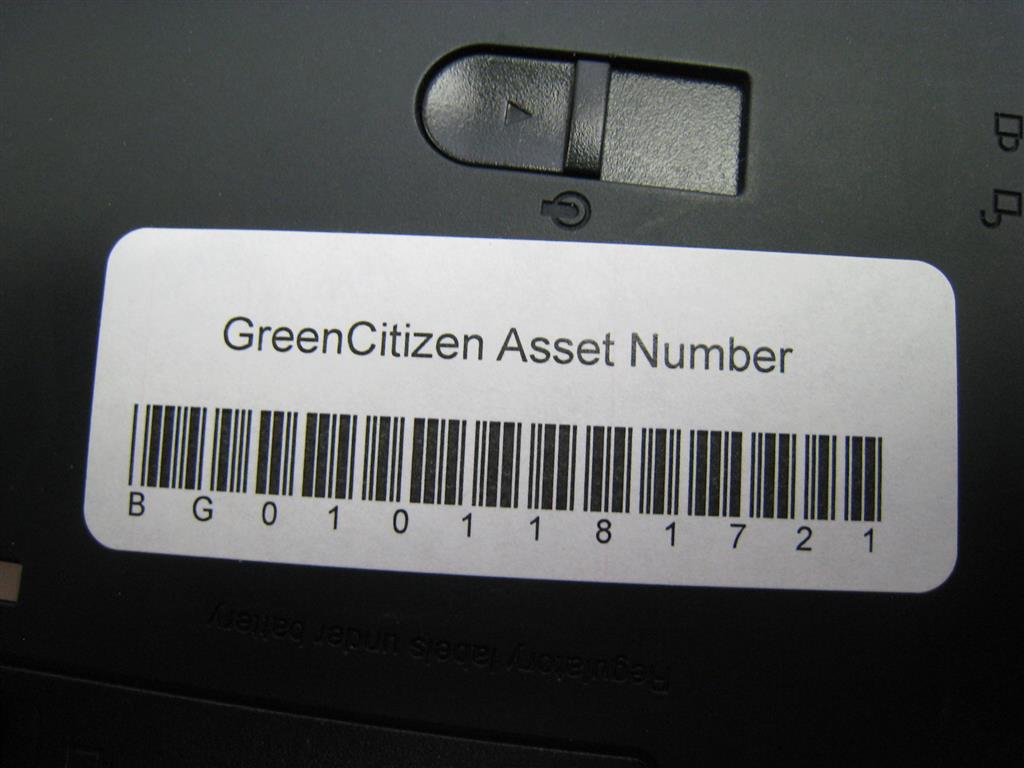 GreenCitizen Asset Number
B G 0 1 0 1 1 8 1 7 2 1
Regulatory labels under battery